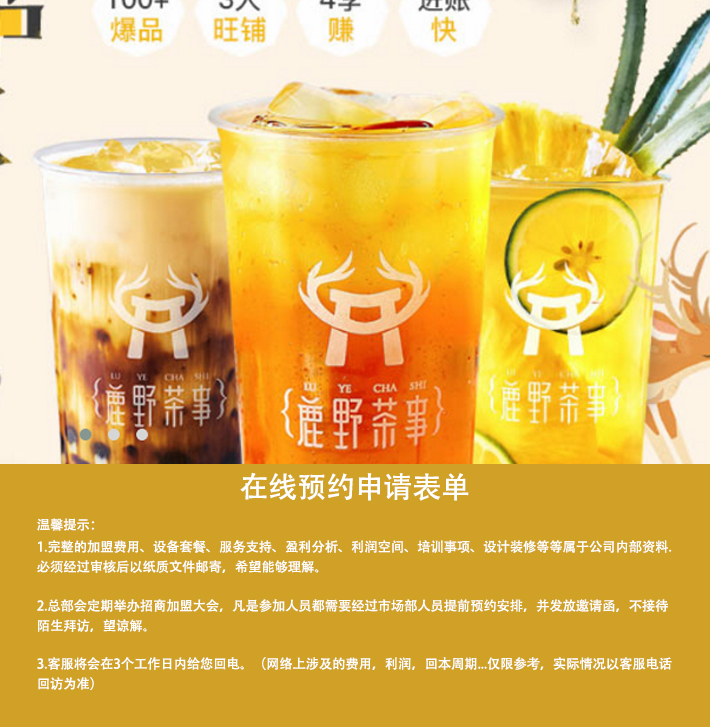 100+
3人
4季
进账
爆品
旺铺
赚
快
LU YE CHA SHI
{鹿野茶事}
LU YE CHA SHI
{鹿野茶事}
LU YE CHA SHI
{鹿野茶事}
在线预约申请表单
温馨提示：
1.完整的加盟费用、设备套餐、服务支持、盈利分析、利润空间、培训事项、设计装修等等属于公司内部资料.
必须经过审核后以纸质文件邮寄，希望能够理解。
2.总部会定期举办招商加盟大会，凡是参加人员都需要经过市场部人员提前预约安排，并发放邀请函，不接待
陌生拜访，望谅解。
3.客服将会在3个工作日内给您回电。（网络上涉及的费用，利润，回本周期...仅限参考，实际情况以客服电话
回访为准）